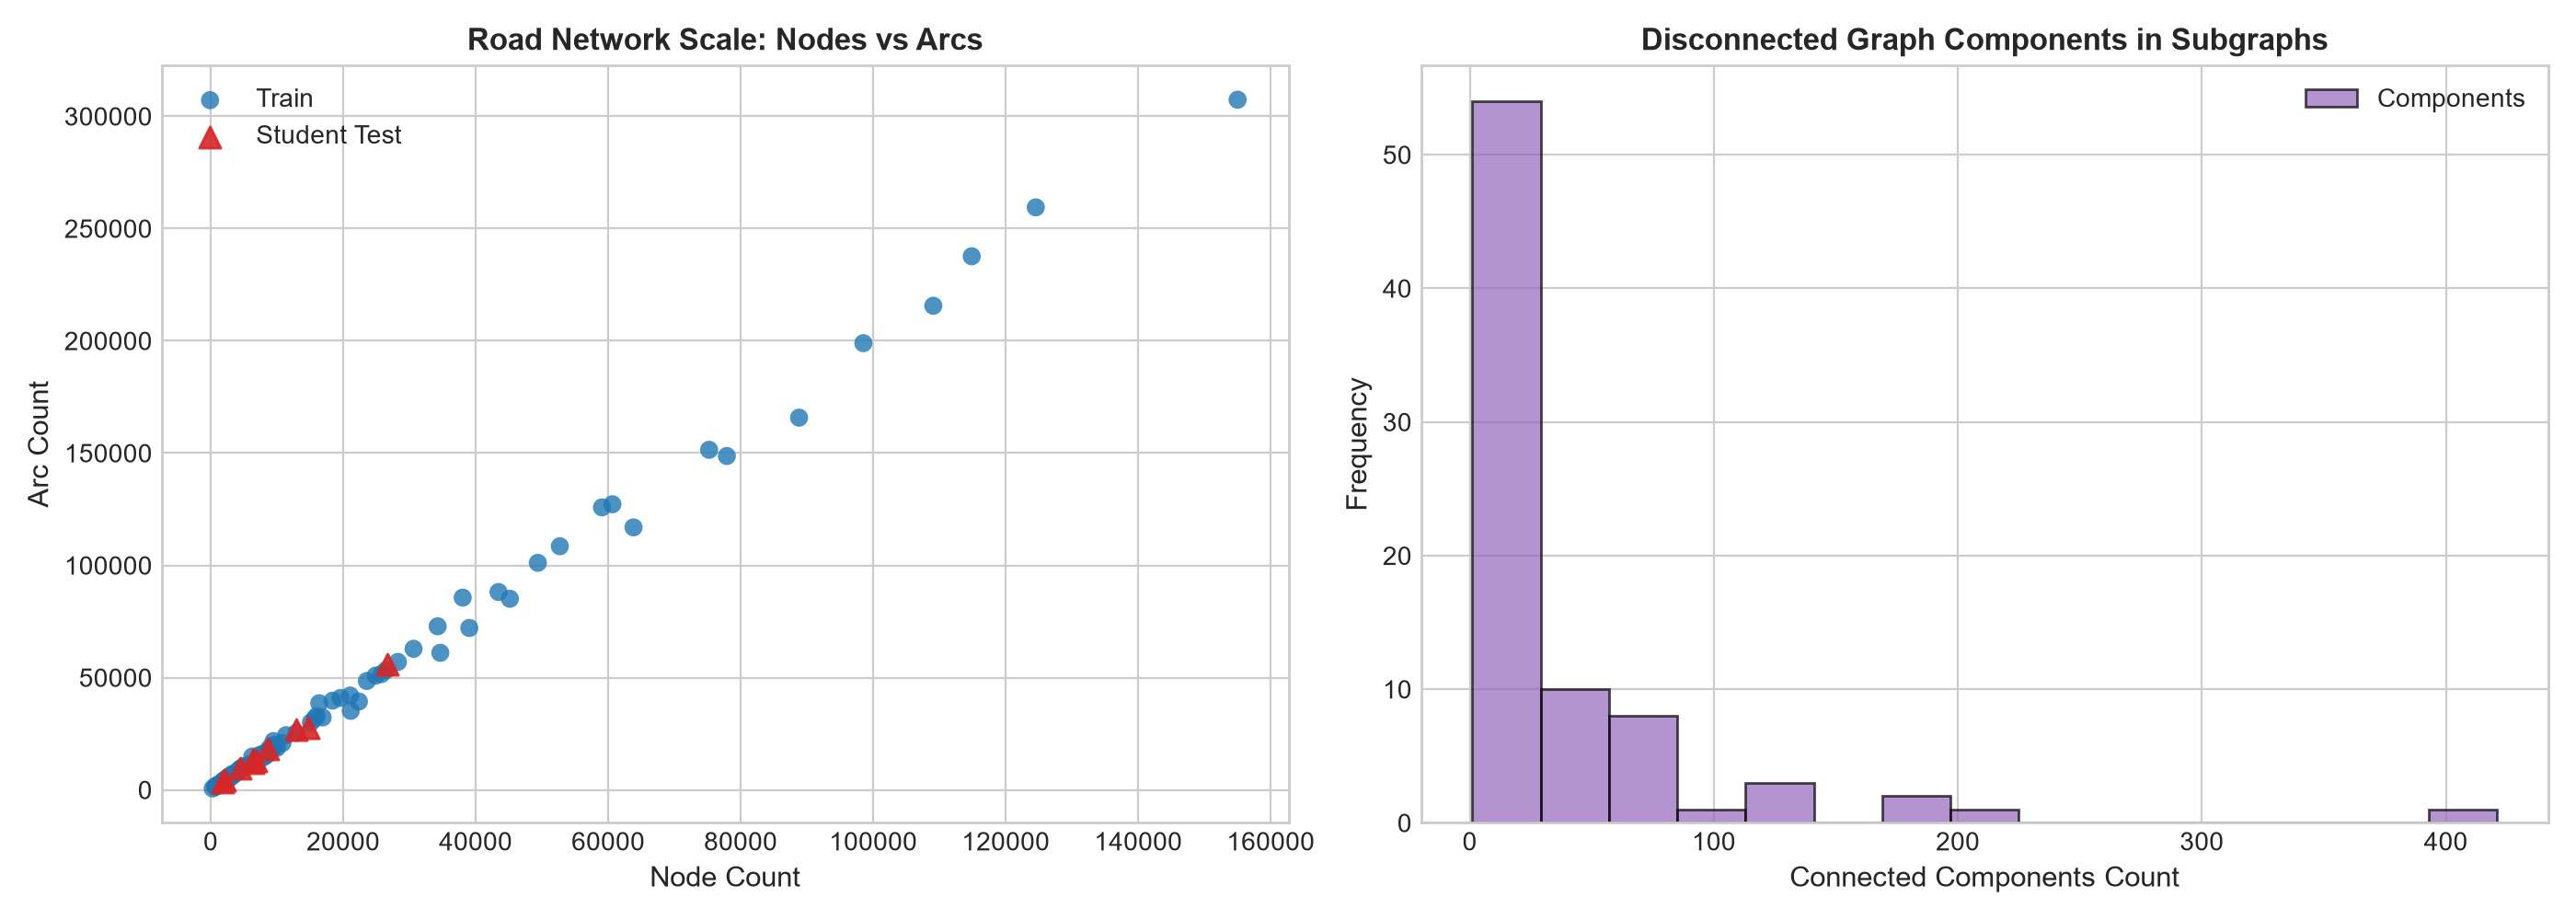 Road Network Scale: Nodes vs Arcs
Train
Student Test
300000
250000
200000
150000
100000
50000
0
Arc Count
0 20000 40000 60000 80000 100000 120000 140000 160000
Node Count
Disconnected Graph Components in Subgraphs
Components
50
40
30
20
10
0
Frequency
0 100 200 300 400
Connected Components Count